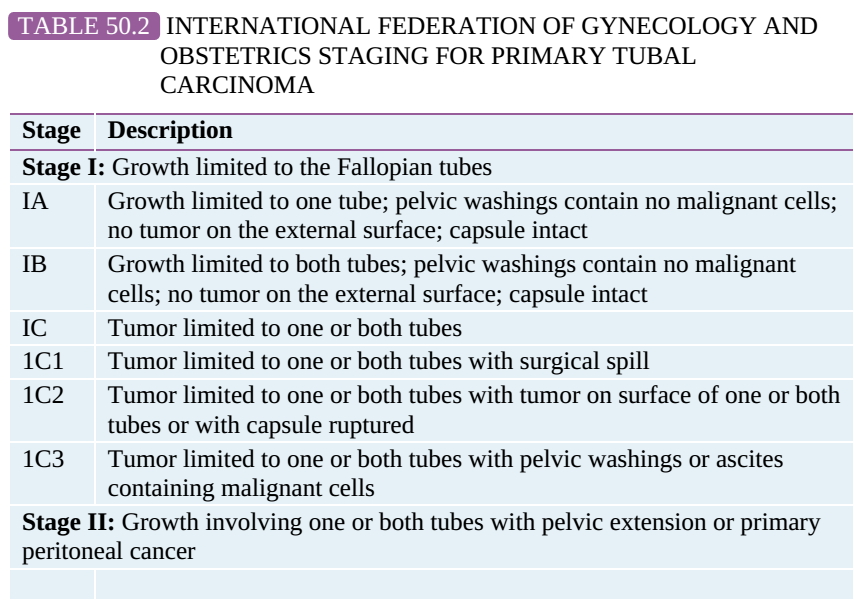 TABLE 50.2 INTERNATIONAL FEDERATION OF GYNECOLOGY AND
OBSTETRICS STAGING FOR PRIMARY TUBAL
CARCINOMA
Stage Description
Stage I: Growth limited to the Fallopian tubes
IA Growth limited to one tube; pelvic washings contain no malignant cells;
no tumor on the external surface; capsule intact
IB Growth limited to both tubes; pelvic washings contain no malignant
cells; no tumor on the external surface; capsule intact
IC Tumor limited to one or both tubes
1C1 Tumor limited to one or both tubes with surgical spill
1C2 Tumor limited to one or both tubes with tumor on surface of one or both
tubes or with capsule ruptured
1C3 Tumor limited to one or both tubes with pelvic washings or ascites
containing malignant cells
Stage II: Growth involving one or both tubes with pelvic extension or primary
peritoneal cancer